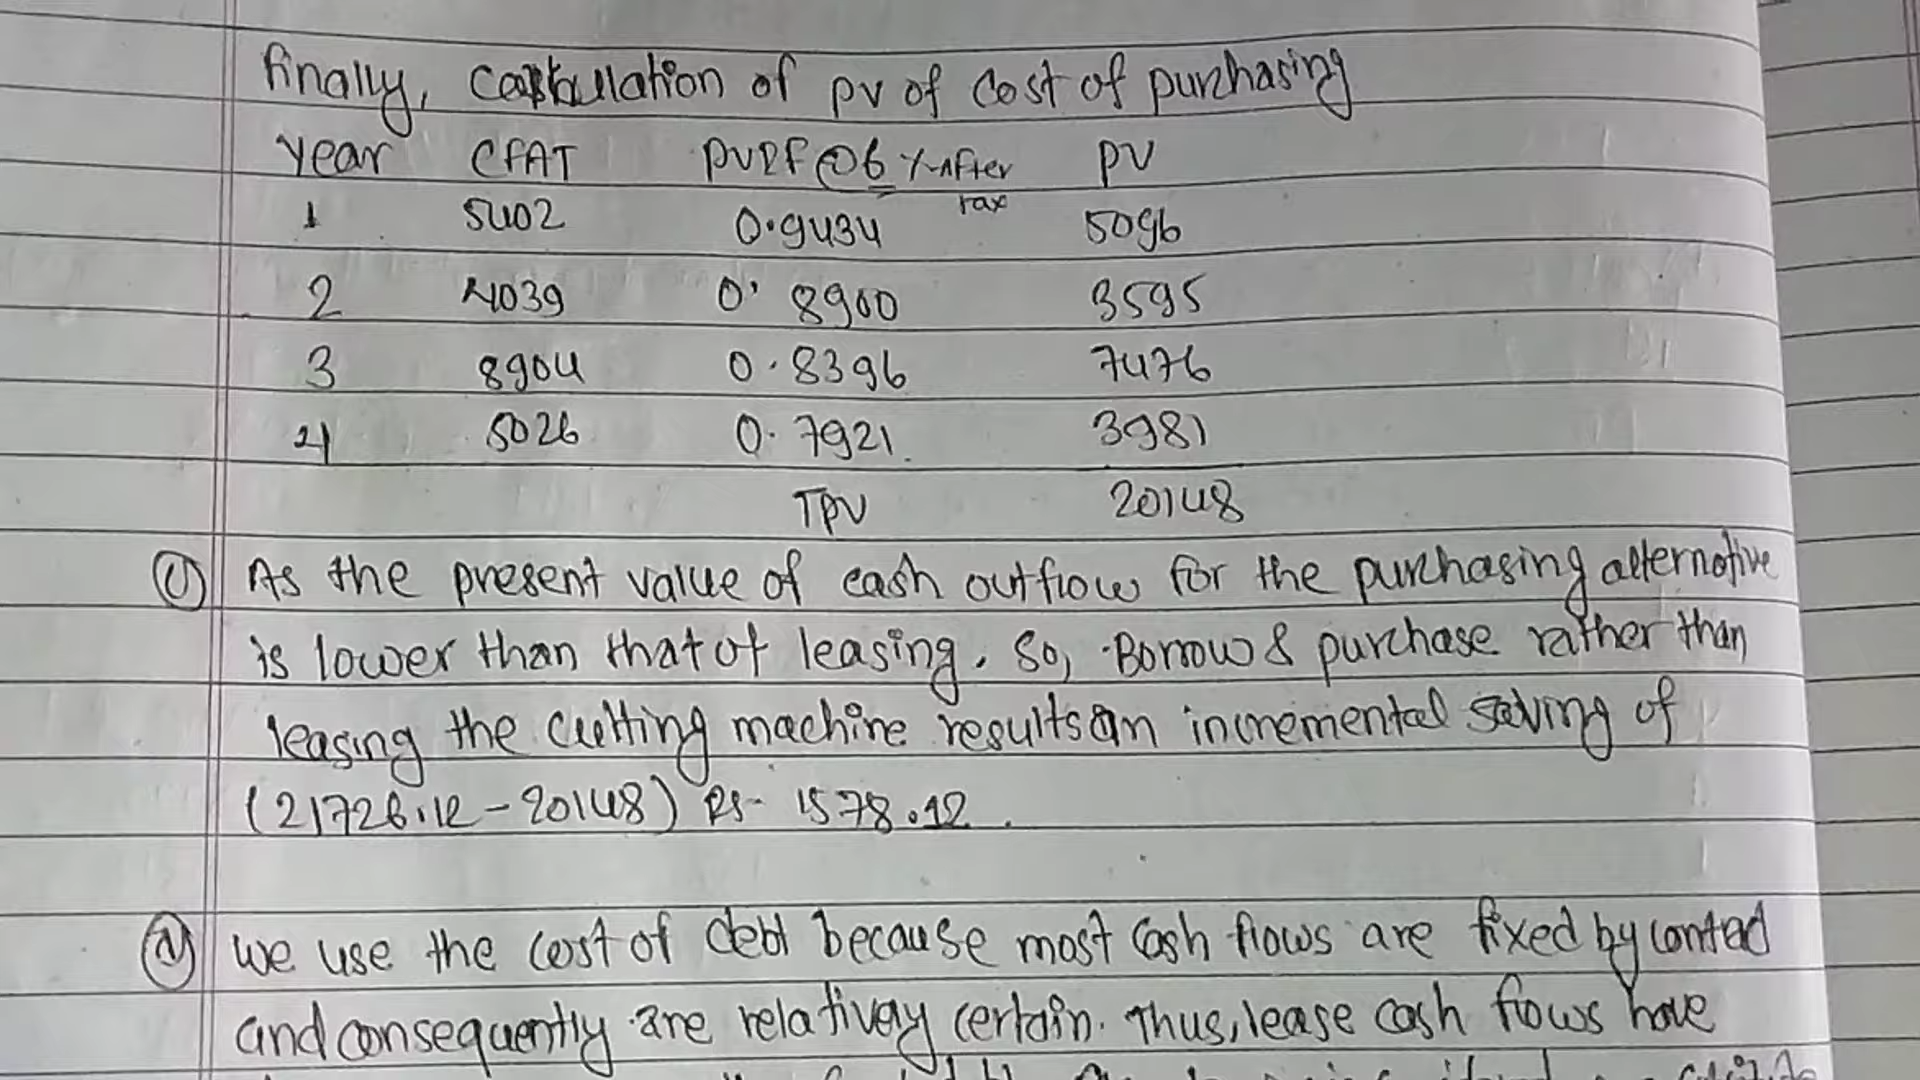 finally, Calculation of pv of cost of purchasing
Year CFAT PVIF@6%After tax PV
1 5402 0.9434 5096
2 4039 0.8900 3595
3 8904 0.8396 7476
4 5026 0.7921 3981
TPV 20148
c) As the present value of cash outflow for the purchasing alternative
is lower than that of leasing. So, Borrow & purchase rather than
leasing the cutting machine results an incremental saving of
(21726.12-20148) Rs- 1578.12.
d) we use the cost of debt because most cash flows are fixed by contract
and consequently are relatively certain. Thus, lease cash flows have